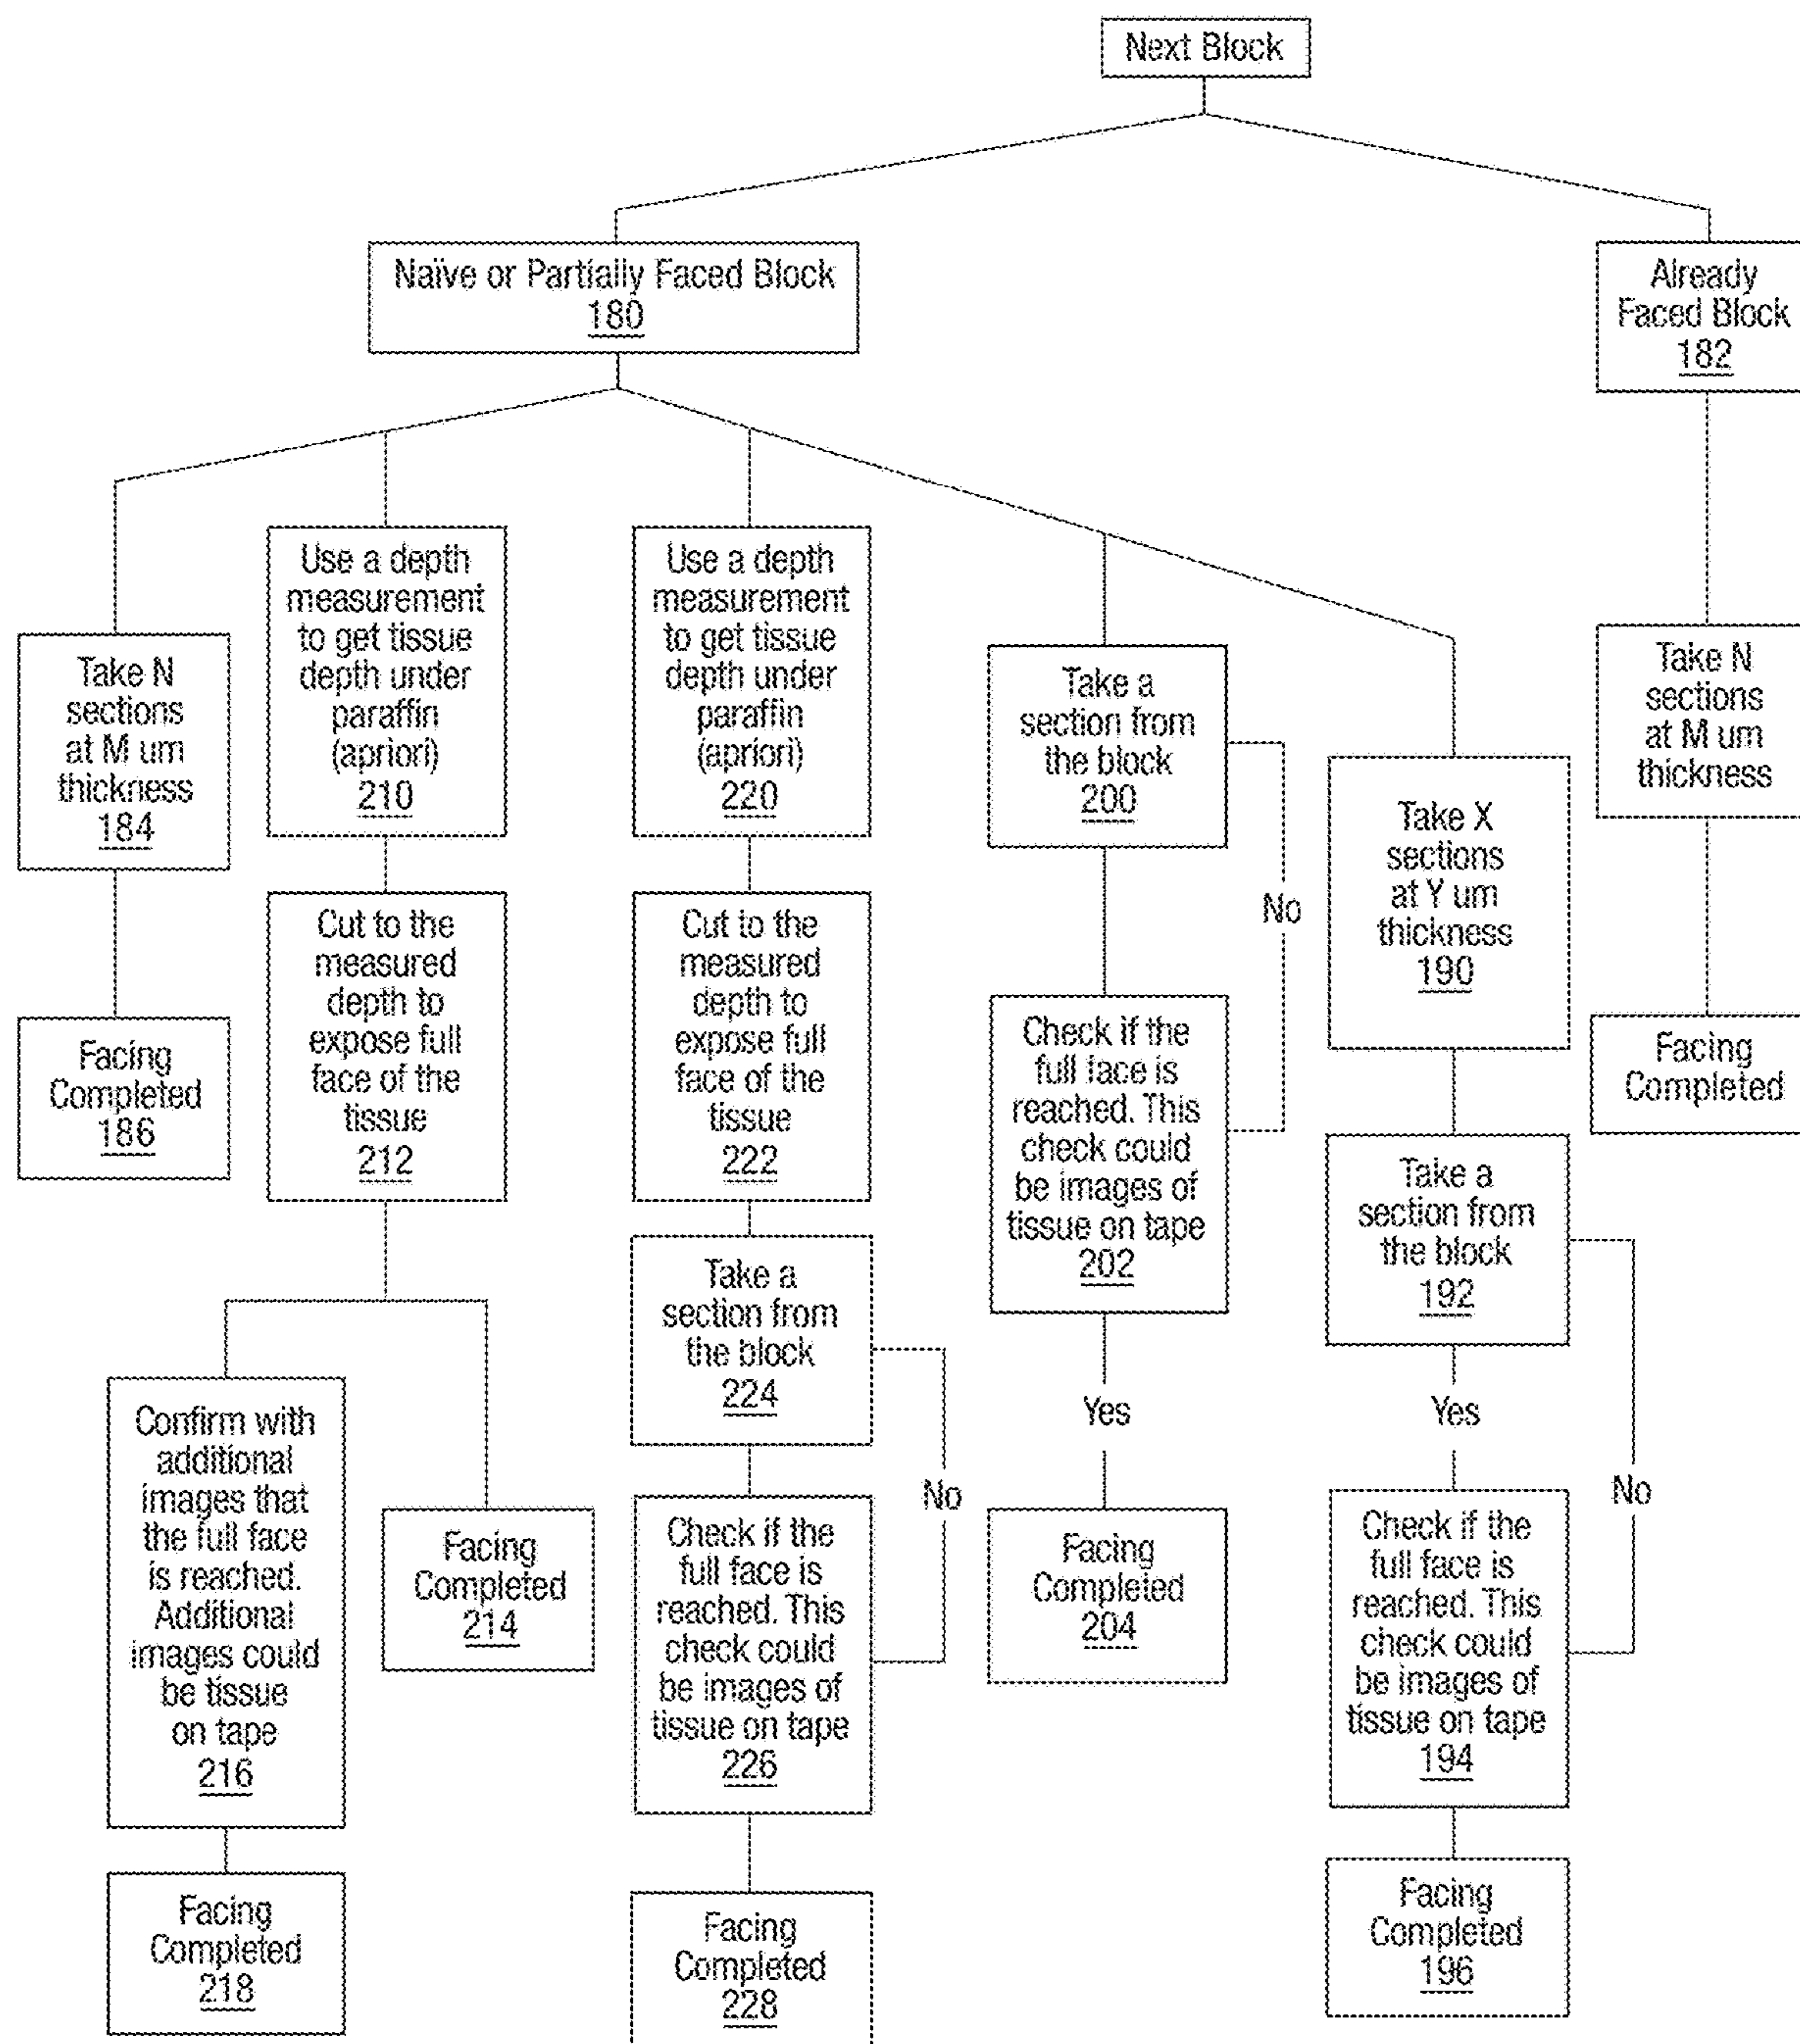 Next Block
Naïve or Partially Faced Block
180
Already
Faced Block
182
Take N
sections
at M um
thickness
184
Facing
Completed
186
Use a depth
measurement
to get tissue
depth under
paraffin
(apriori)
210
Cut to the
measured
depth to
expose full
face of the
tissue
212
Confirm with
additional
images that
the full face
is reached.
Additional
images could
be tissue
on tape
216
Facing
Completed
218
Facing
Completed
214
Use a depth
measurement
to get tissue
depth under
paraffin
(apriori)
220
Cut to the
measured
depth to
expose full
face of the
tissue
222
Take a
section from
the block
224
No
Check if the
full face is
reached. This
check could
be images of
tissue on tape
226
Facing
Completed
228
Take a
section from
the block
200
No
Check if the
full face is
reached. This
check could
be images of
tissue on tape
202
Yes
Facing
Completed
204
Take X
sections
at Y um
thickness
190
Take a
section from
the block
192
Yes
No
Check if the
full face is
reached. This
check could
be images of
tissue on tape
194
Facing
Completed
196
Take N
sections
at M um
thickness
Facing
Completed